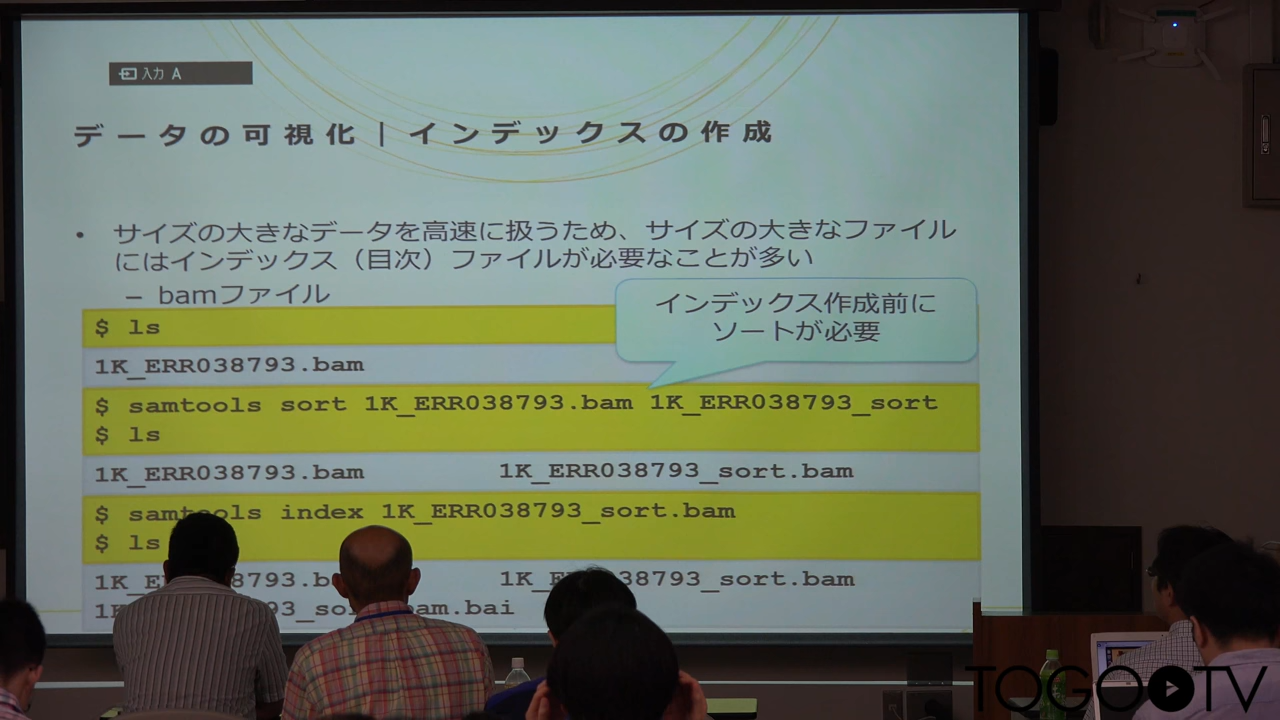 入力 A
データの可視化 | インデックスの作成
• サイズの大きなデータを高速に扱うため、サイズの大きなファイル
にはインデックス（目次）ファイルが必要なことが多い
– bamファイル
インデックス作成前に
ソートが必要
$ ls
1K_ERR038793.bam
$ samtools sort 1K_ERR038793.bam 1K_ERR038793_sort
$ ls
1K_ERR038793.bam 1K_ERR038793_sort.bam
$ samtools index 1K_ERR038793_sort.bam
$ ls
TOGOTV